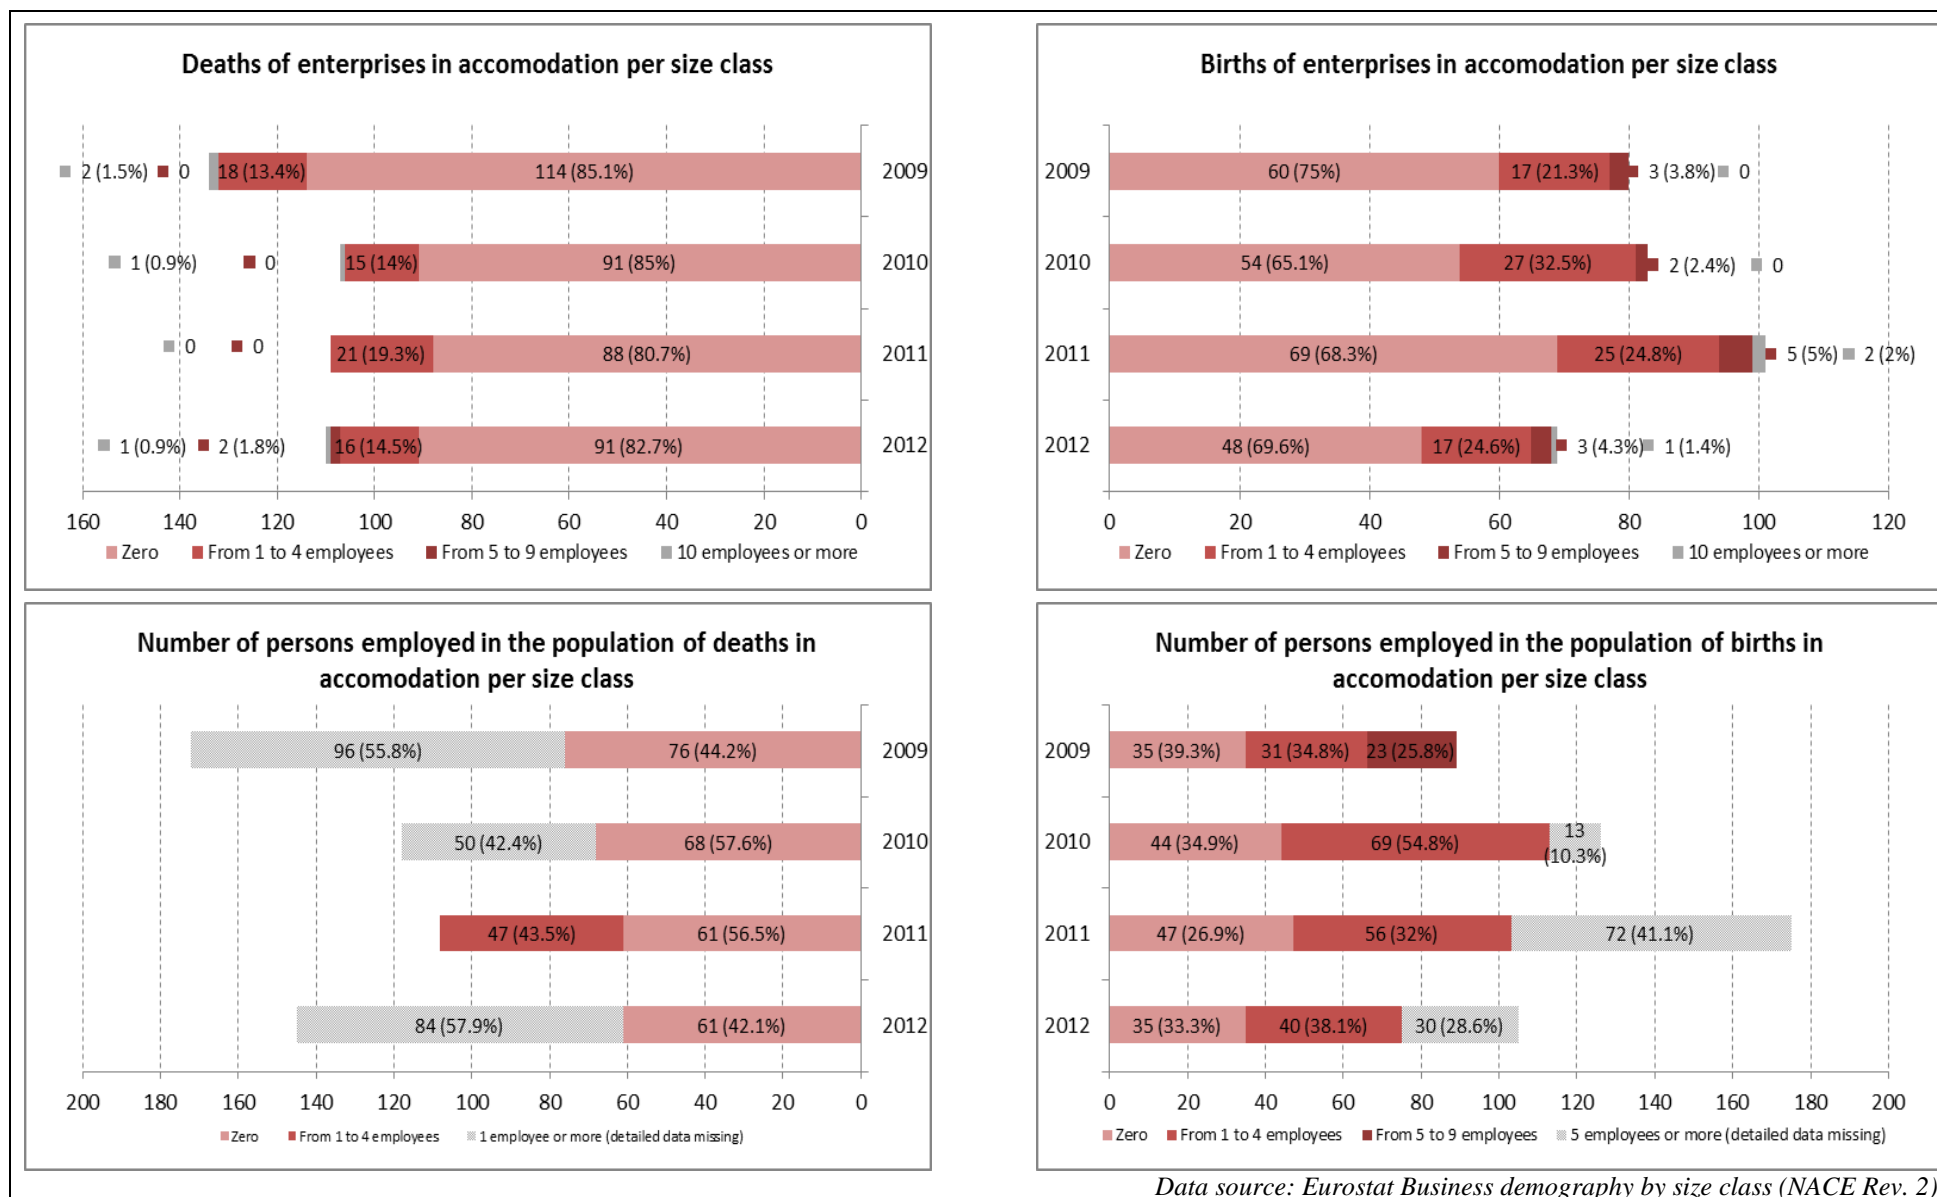 Deaths of enterprises in accomodation per size class
2 (1.5%) 0 18 (13.4%) 114 (85.1%) 2009
1 (0.9%) 0 15 (14%) 91 (85%) 2010
0 0 21 (19.3%) 88 (80.7%) 2011
1 (0.9%) 2 (1.8%) 16 (14.5%) 91 (82.7%) 2012
160 140 120 100 80 60 40 20 0
Zero From 1 to 4 employees From 5 to 9 employees 10 employees or more
Births of enterprises in accomodation per size class
2009 60 (75%) 17 (21.3%) 3 (3.8%) 0
2010 54 (65.1%) 27 (32.5%) 2 (2.4%) 0
2011 69 (68.3%) 25 (24.8%) 5 (5%) 2 (2%)
2012 48 (69.6%) 17 (24.6%) 3 (4.3%) 1 (1.4%)
0 20 40 60 80 100 120
Zero From 1 to 4 employees From 5 to 9 employees 10 employees or more
Number of persons employed in the population of deaths in
accomodation per size class
96 (55.8%) 76 (44.2%) 2009
50 (42.4%) 68 (57.6%) 2010
47 (43.5%) 61 (56.5%) 2011
84 (57.9%) 61 (42.1%) 2012
200 180 160 140 120 100 80 60 40 20 0
Zero From 1 to 4 employees 1 employee or more (detailed data missing)
Number of persons employed in the population of births in
accomodation per size class
2009 35 (39.3%) 31 (34.8%) 23 (25.8%)
2010 44 (34.9%) 69 (54.8%) 13
(10.3%)
2011 47 (26.9%) 56 (32%) 72 (41.1%)
2012 35 (33.3%) 40 (38.1%) 30 (28.6%)
0 20 40 60 80 100 120 140 160 180 200
Zero From 1 to 4 employees From 5 to 9 employees 5 employees or more (detailed data missing)
Data source: Eurostat Business demography by size class (NACE Rev. 2)